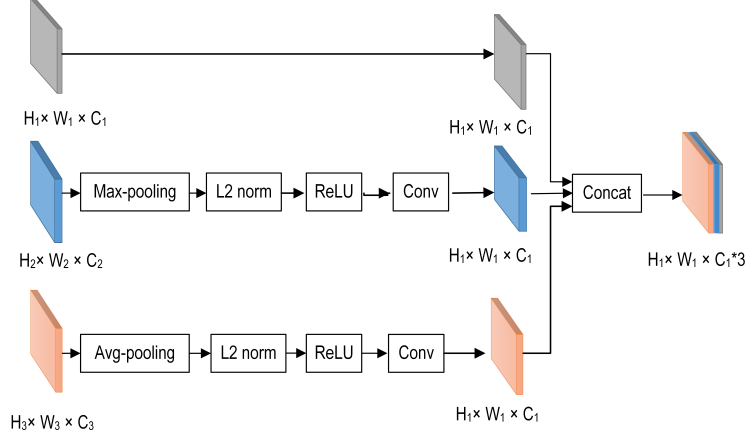 H₁× W₁ × C₁
H₁× W₁ × C₁
Max-pooling
L2 norm
ReLU
Conv
Concat
H₂× W₂ × C₂
H₁× W₁ × C₁
H₁× W₁ × C₁*3
Avg-pooling
L2 norm
ReLU
Conv
H₃× W₃ × C₃
H₁× W₁ × C₁